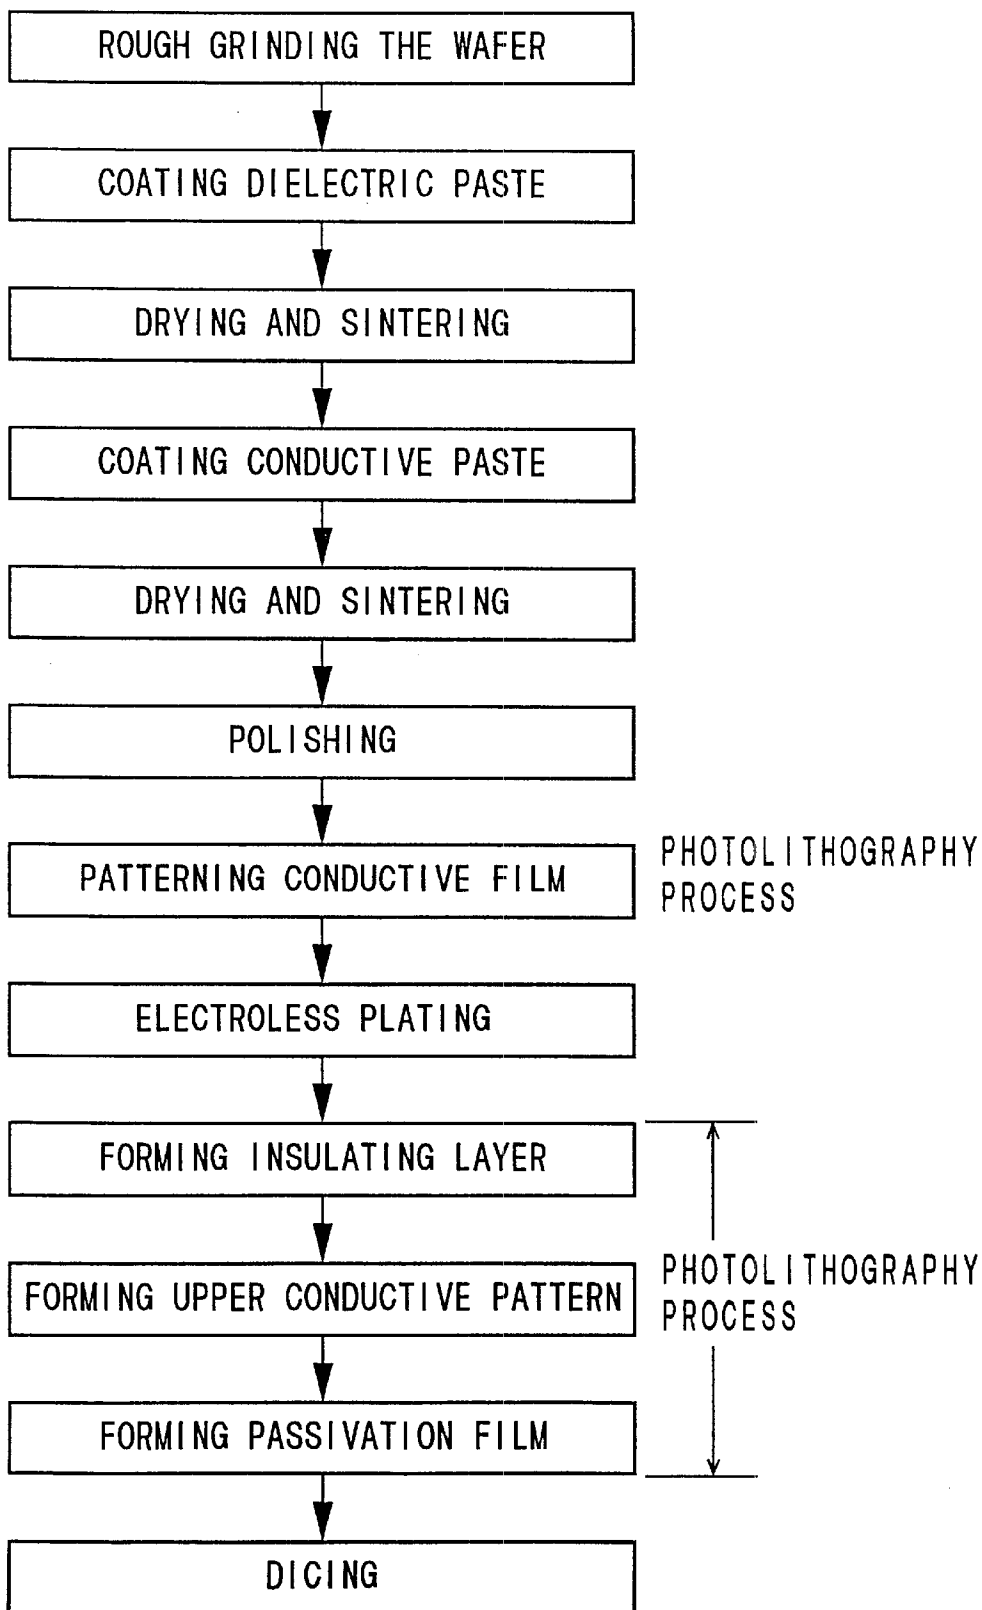 ROUGH GRINDING THE WAFER
COATING DIELECTRIC PASTE
DRYING AND SINTERING
COATING CONDUCTIVE PASTE
DRYING AND SINTERING
POLISHING
PATTERNING CONDUCTIVE FILM
PHOTOLITHOGRAPHY
PROCESS
ELECTROLESS PLATING
FORMING INSULATING LAYER
FORMING UPPER CONDUCTIVE PATTERN
PHOTOLITHOGRAPHY
PROCESS
FORMING PASSIVATION FILM
DICING